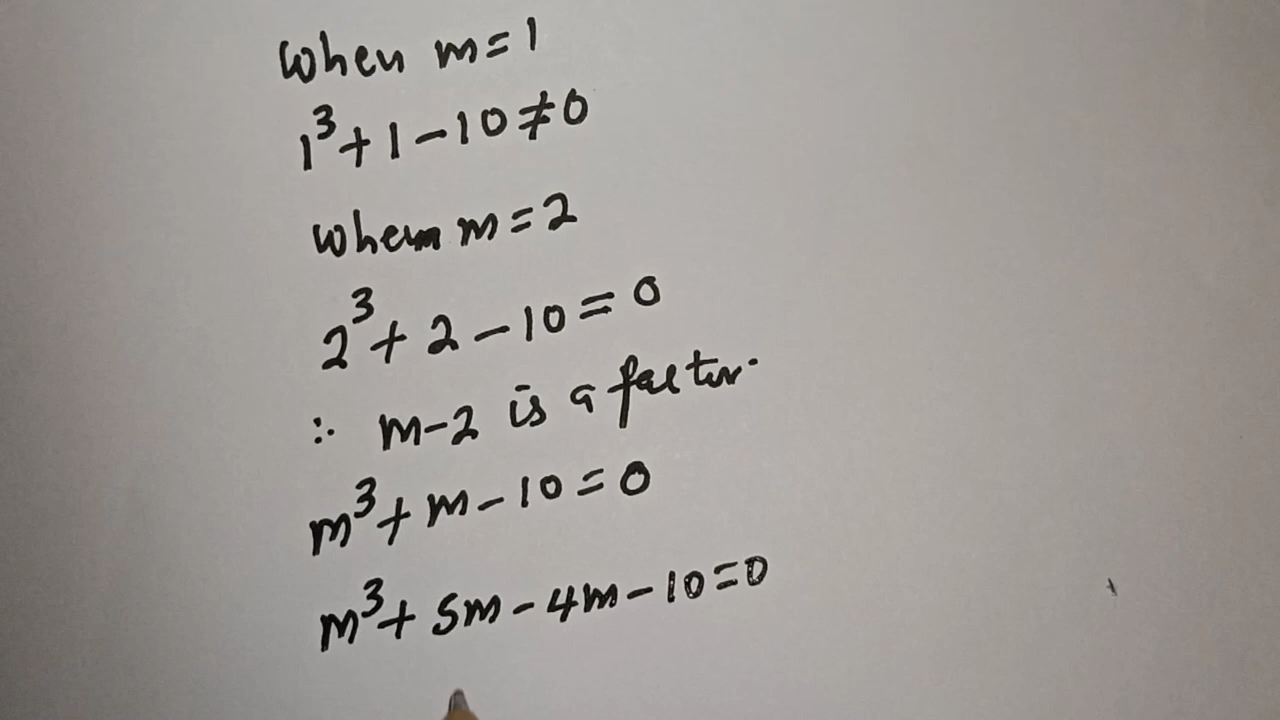 When m=1
1³+1-10≠0
When m=2
2³+2-10=0
∴ m-2 is a factor.
m³+m-10=0
m³+5m-4m-10=0